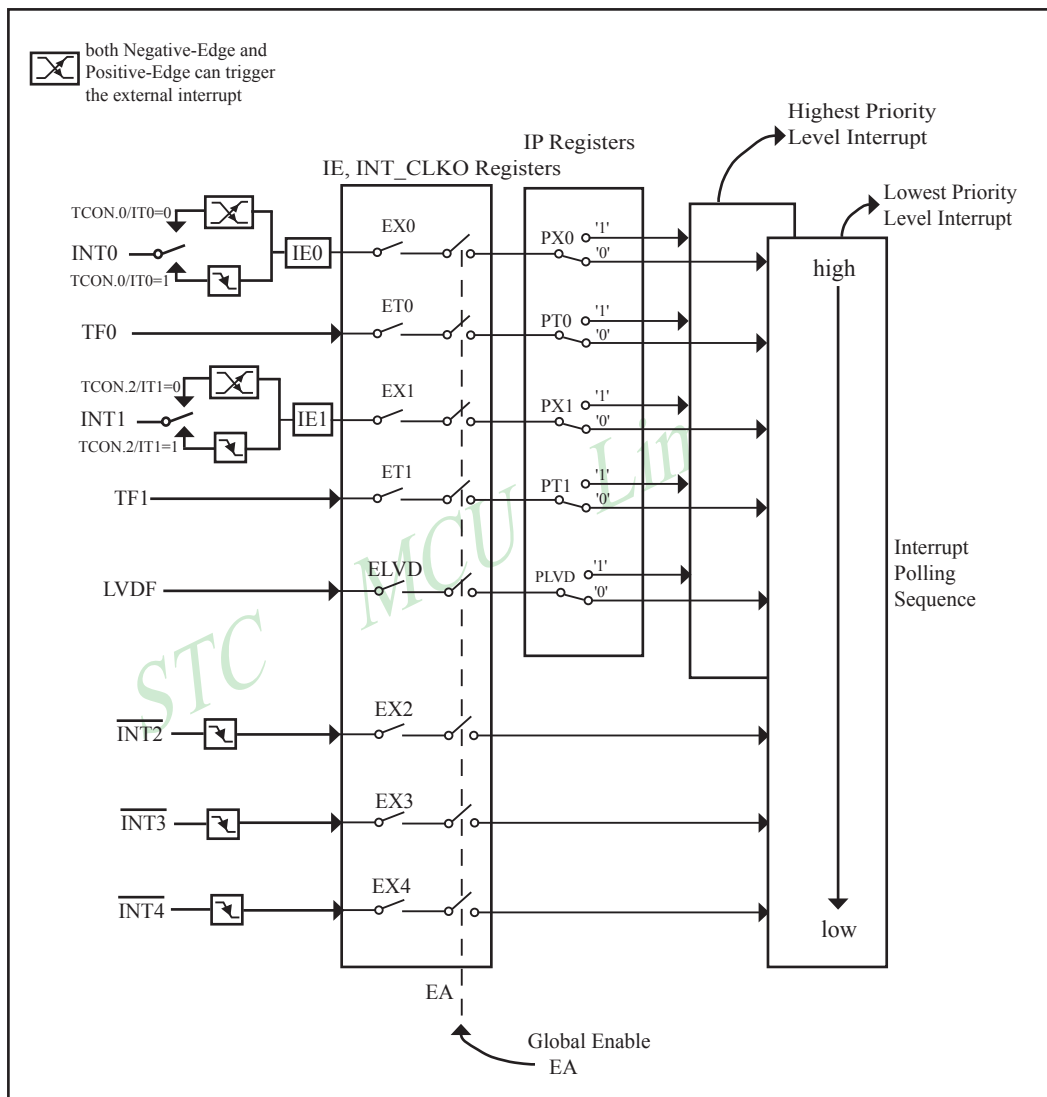 both Negative-Edge and
Positive-Edge can trigger
the external interrupt
Highest Priority
Level Interrupt
IP Registers
IE, INT_CLKO Registers
Lowest Priority
Level Interrupt
TCON.0/IT0=0
INT0
TCON.0/IT0=1
IE0
EX0
PX0
'1'
'0'
high
TF0
ET0
PT0
'1'
'0'
TCON.2/IT1=0
INT1
TCON.2/IT1=1
IE1
EX1
PX1
'1'
'0'
TF1
ET1
PT1
'1'
'0'
LVDF
ELVD
PLVD
'1'
'0'
Interrupt
Polling
Sequence
STC MCU Lim
INT2
EX2
INT3
EX3
INT4
EX4
low
EA
Global Enable
EA